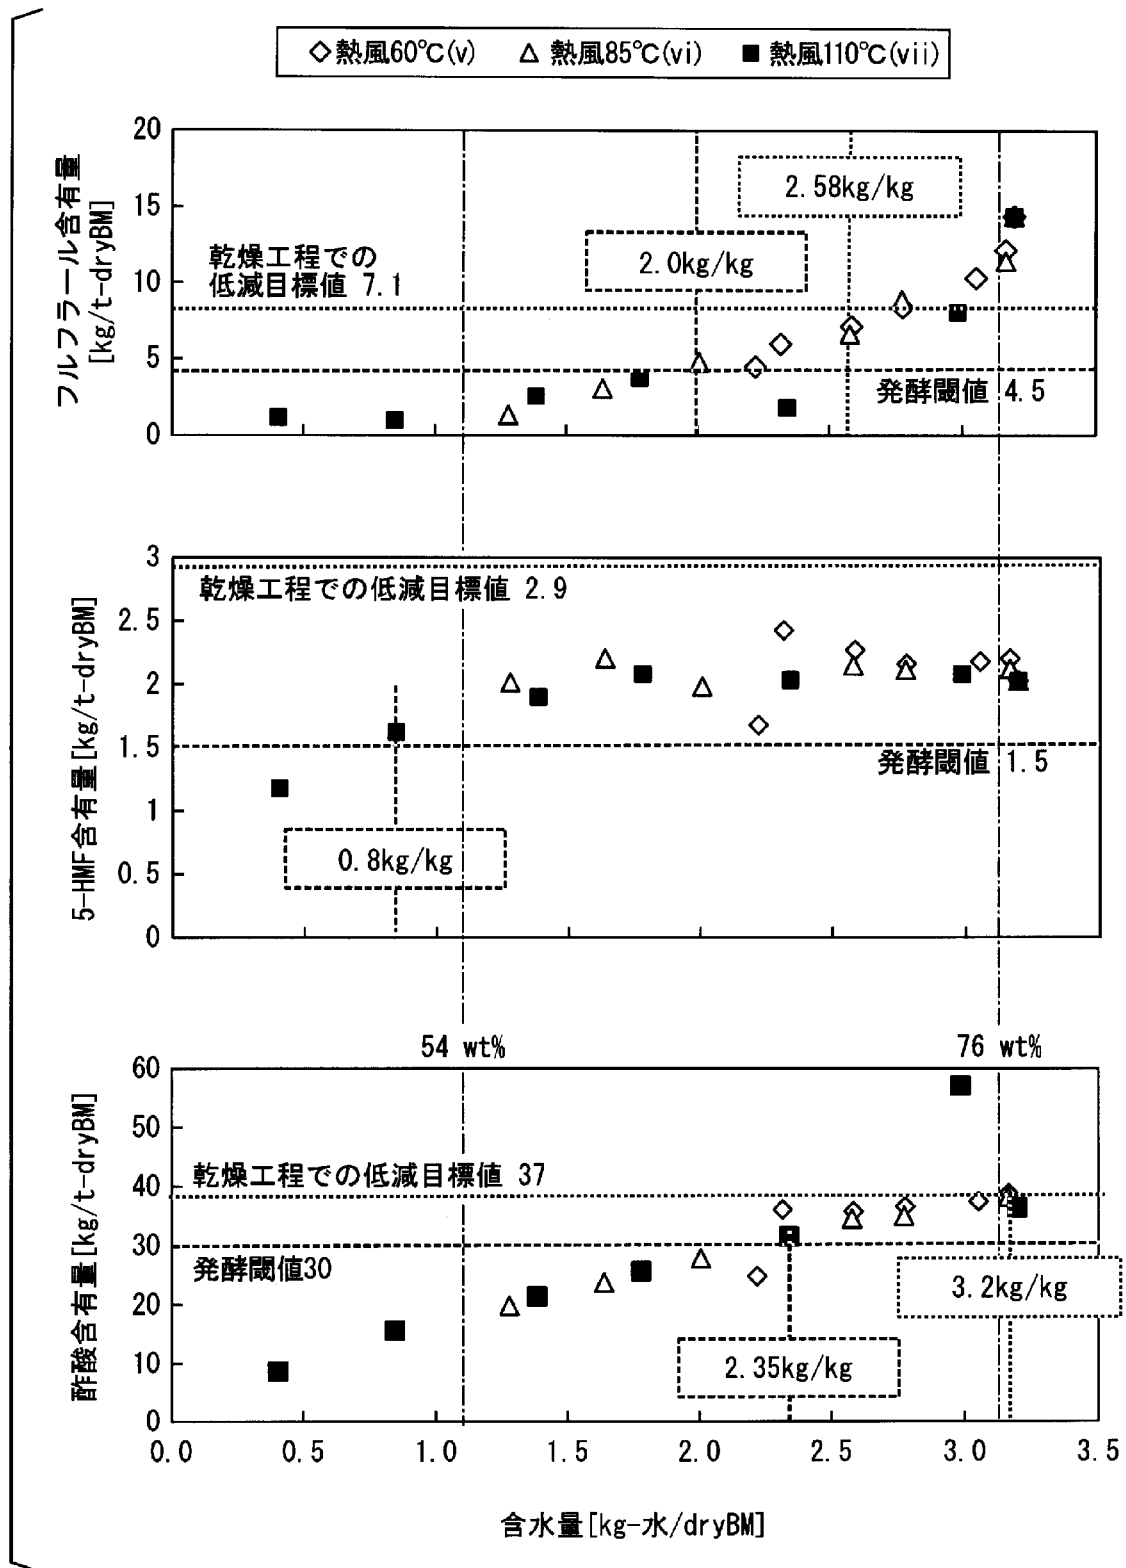 ◇熱風60℃(v) △熱風85℃(vi) ■熱風110℃(vii)
フルフラール含有量
[kg/t-dryBM]
20
15
10
5
0
2.58kg/kg
2.0kg/kg
乾燥工程での
低減目標値 7.1
発酵閾値 4.5
5-HMF含有量[kg/t-dryBM]
3
2.5
2
1.5
1
0.5
0
乾燥工程での低減目標値 2.9
発酵閾値 1.5
0.8kg/kg
54 wt%
76 wt%
酢酸含有量[kg/t-dryBM]
60
50
40
30
20
10
0
乾燥工程での低減目標値 37
発酵閾値30
3.2kg/kg
2.35kg/kg
0.0 0.5 1.0 1.5 2.0 2.5 3.0 3.5
含水量[kg-水/dryBM]